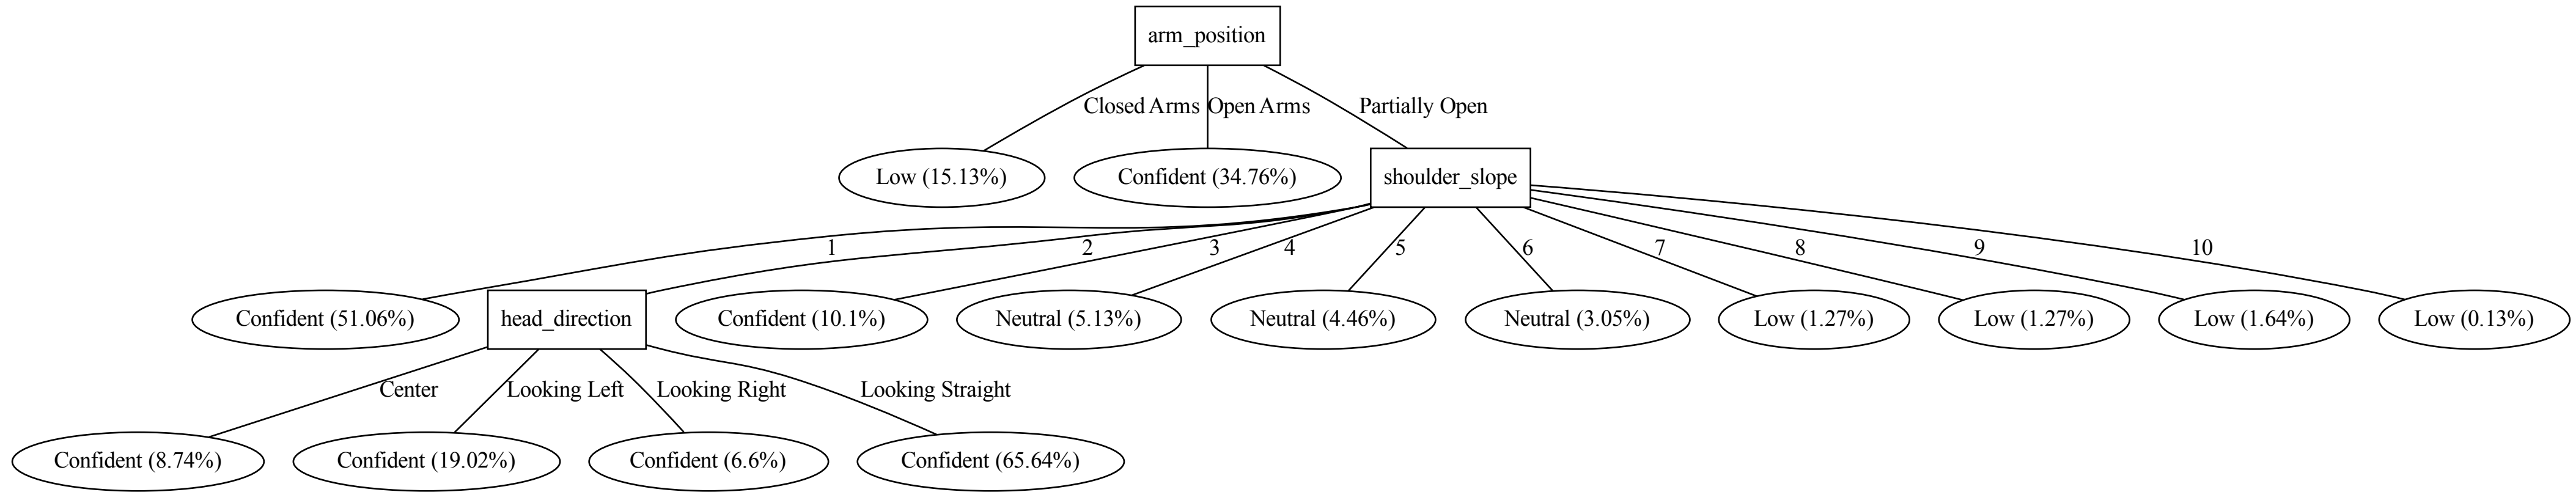 arm_position
Closed Arms
Open Arms
Partially Open
Low (15.13%)
Confident (34.76%)
shoulder_slope
1
2
3
4
5
6
7
8
9
10
Confident (51.06%)
head_direction
Confident (10.1%)
Neutral (5.13%)
Neutral (4.46%)
Neutral (3.05%)
Low (1.27%)
Low (1.27%)
Low (1.64%)
Low (0.13%)
Center
Looking Left
Looking Right
Looking Straight
Confident (8.74%)
Confident (19.02%)
Confident (6.6%)
Confident (65.64%)